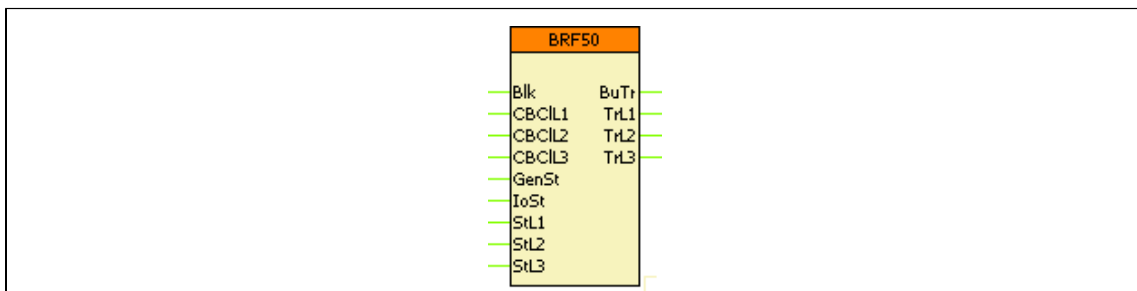 BRF50
Blk BuTr
CBClL1 TrL1
CBClL2 TrL2
CBClL3 TrL3
GenSt
IoSt
StL1
StL2
StL3